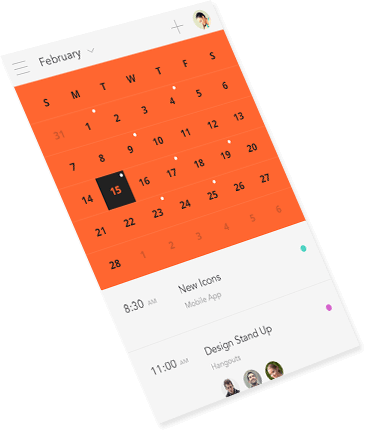 February
S M T W T F S
31 1 2 3 4 5 6
7 8 9 10 11 12 13
14 15 16 17 18 19 20
21 22 23 24 25 26 27
28 1 2 3 4 5 6
8:30 AM New Icons
Mobile App
11:00 AM Design Stand Up
Hangouts